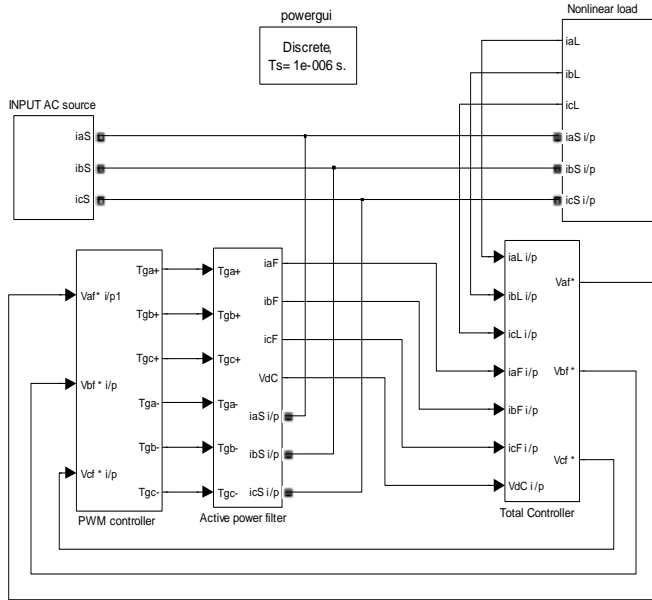 powergui
Discrete,
Ts= 1e-006 s.
Nonlinear load
iaL
ibL
icL
iaS i/p
ibS i/p
icS i/p
INPUT AC source
iaS
ibS
icS
Vaf* i/p1
Vbf * i/p
Vcf * i/p
Tga+
Tgb+
Tgc+
Tga-
Tgb-
Tgc-
PWM controller
Tga+
Tgb+
Tgc+
Tga-
Tgb-
Tgc-
iaF
ibF
icF
VdC
iaS i/p
ibS i/p
icS i/p
Active power filter
iaL i/p
ibL i/p
icL i/p
iaF i/p
ibF i/p
icF i/p
VdC i/p
Vaf*
Vbf*
Vcf *
Total Controller